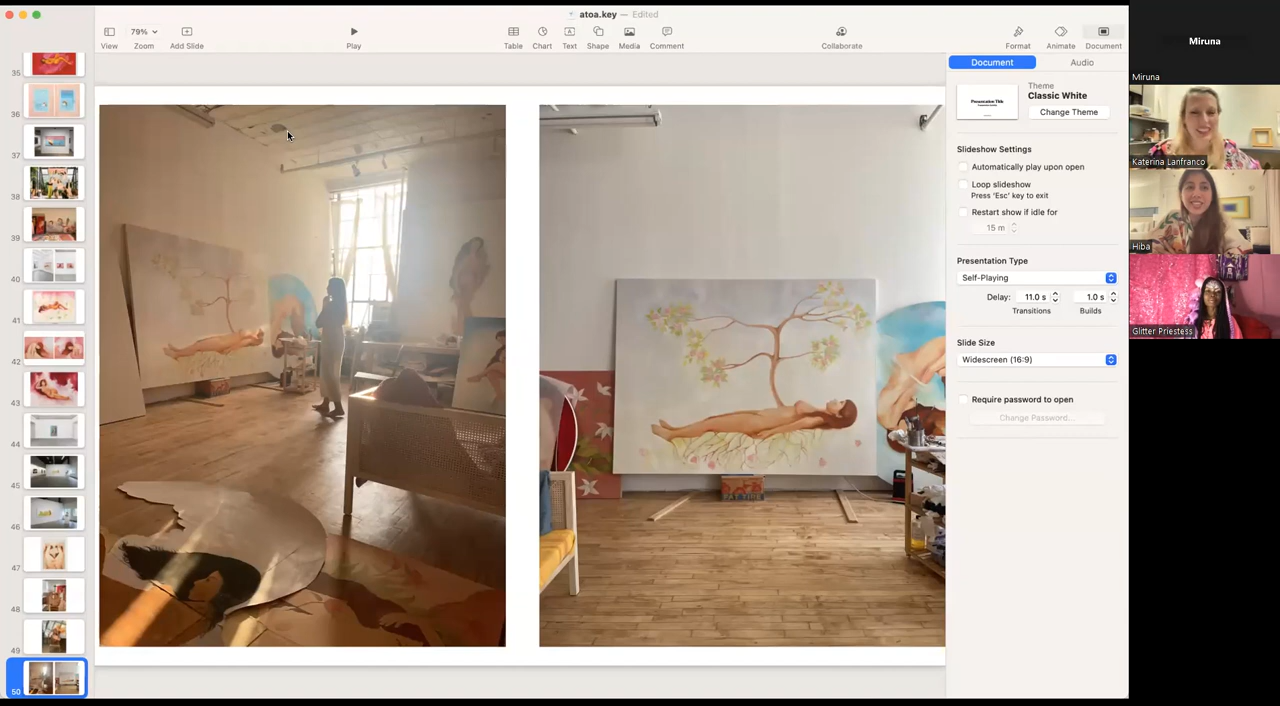 atoa.key — Edited
79%
View
Zoom
Add Slide
Play
Table
Chart
Text
Shape
Media
Comment
Collaborate
Format
Animate
Document
Document
Audio
Theme
Classic White
Presentation Title
Change Theme
Slideshow Settings
Automatically play upon open
Loop slideshow
Press 'Esc' key to exit
Restart show if idle for
15 m
Presentation Type
Self-Playing
Delay:
11.0 s
1.0 s
Transitions
Builds
Slide Size
Widescreen (16:9)
Require password to open
Change Password...
35
36
37
38
39
40
41
42
43
44
45
46
47
48
49
50
FAT TIRE
Miruna
Miruna
Katerina Lanfranco
Hiba
Glitter Priestess